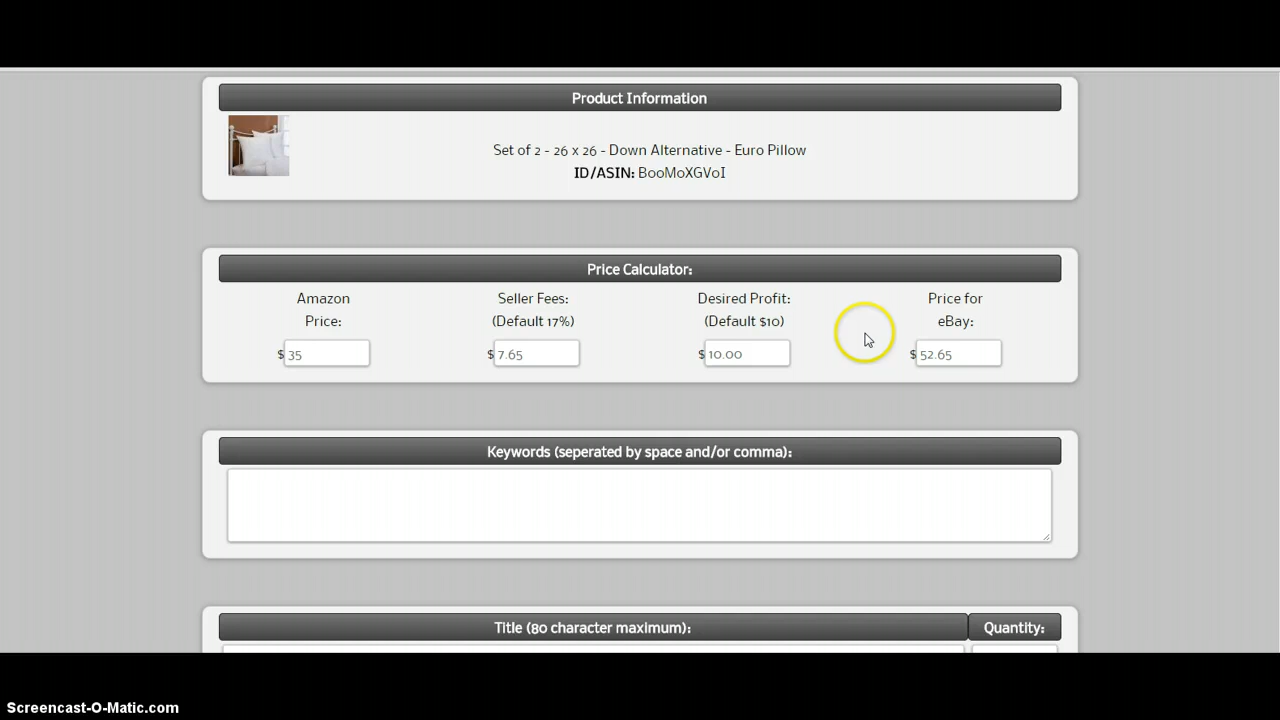 Product Information
Set of 2 - 26 x 26 - Down Alternative - Euro Pillow
ID/ASIN: B00M0XGV0I
Price Calculator:
Amazon Price:
$ 35
Seller Fees: (Default 17%)
$ 7.65
Desired Profit: (Default $10)
$ 10.00
Price for eBay:
$ 52.65
Keywords (seperated by space and/or comma):
Title (80 character maximum):
Quantity:
Screencast-O-Matic.com